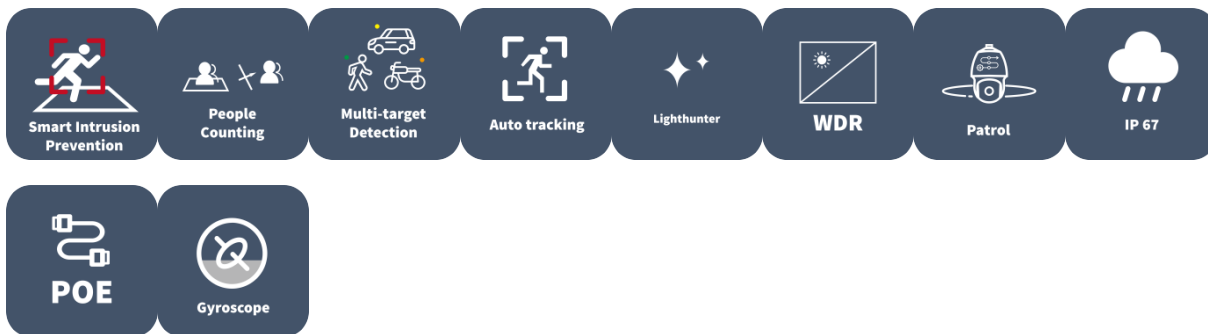 Smart Intrusion
Prevention
People
Counting
Multi-target
Detection
Auto tracking
Lighthunter
WDR
Patrol
IP 67
POE
Gyroscope